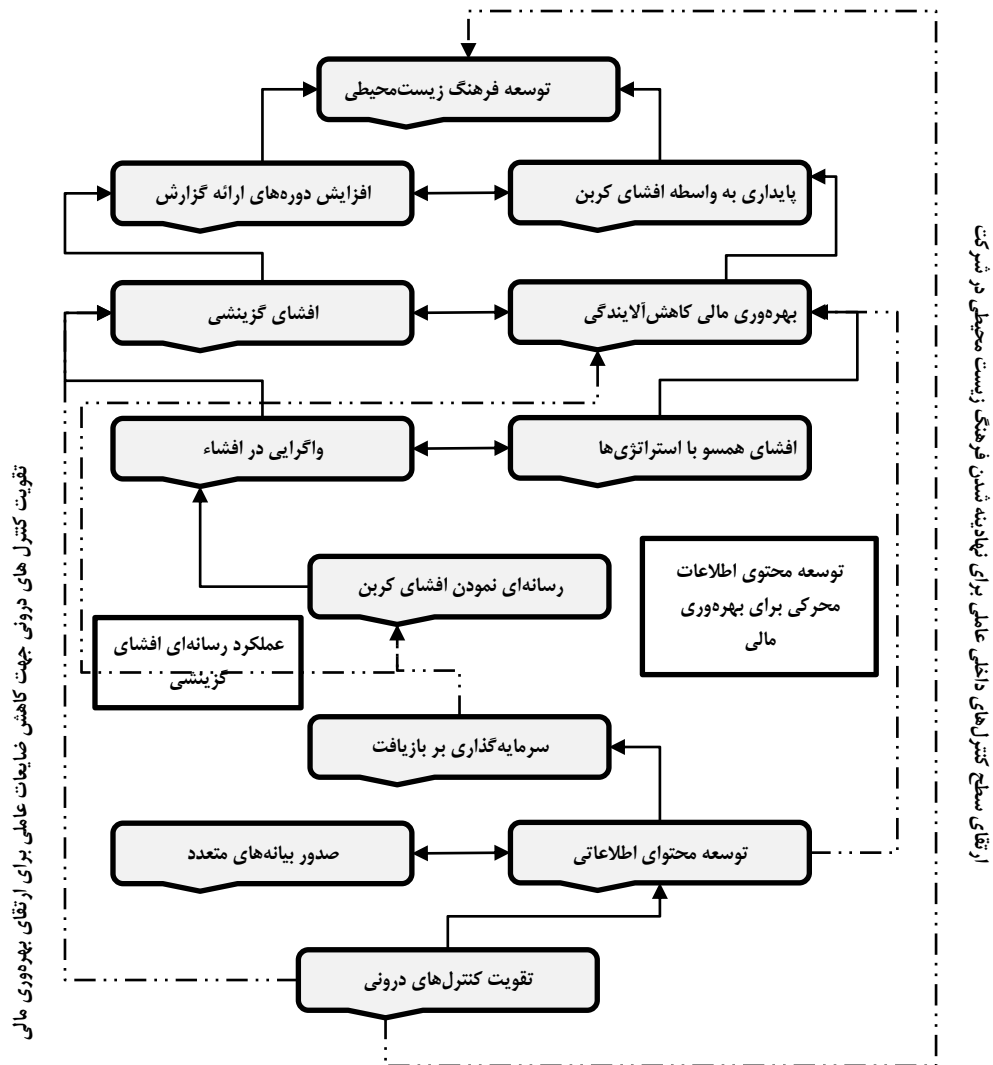 توسعه فرهنگ زیست‌محیطی
پایداری به واسطه افشای کربن
افزایش دوره‌های ارائه گزارش
بهره‌وری مالی کاهش‌آلایندگی
افشای گزینشی
افشای همسو با استراتژی‌ها
واگرایی در افشاء
رسانه‌ای نمودن افشای کربن
توسعه محتوی اطلاعات
محرکی برای بهره‌وری
مالی
عملکرد رسانه‌ای افشای
گزینشی
سرمایه‌گذاری بر بازیافت
توسعه محتوای اطلاعاتی
صدور بیانه‌های متعدد
تقویت کنترل‌های درونی
ارتقای سطح کنترل‌های داخلی عاملی برای نهادینه شدن فرهنگ زیست محیطی در شرکت
تقویت کنترل های درونی جهت کاهش ضایعات عاملی برای ارتقای بهره‌وری مالی